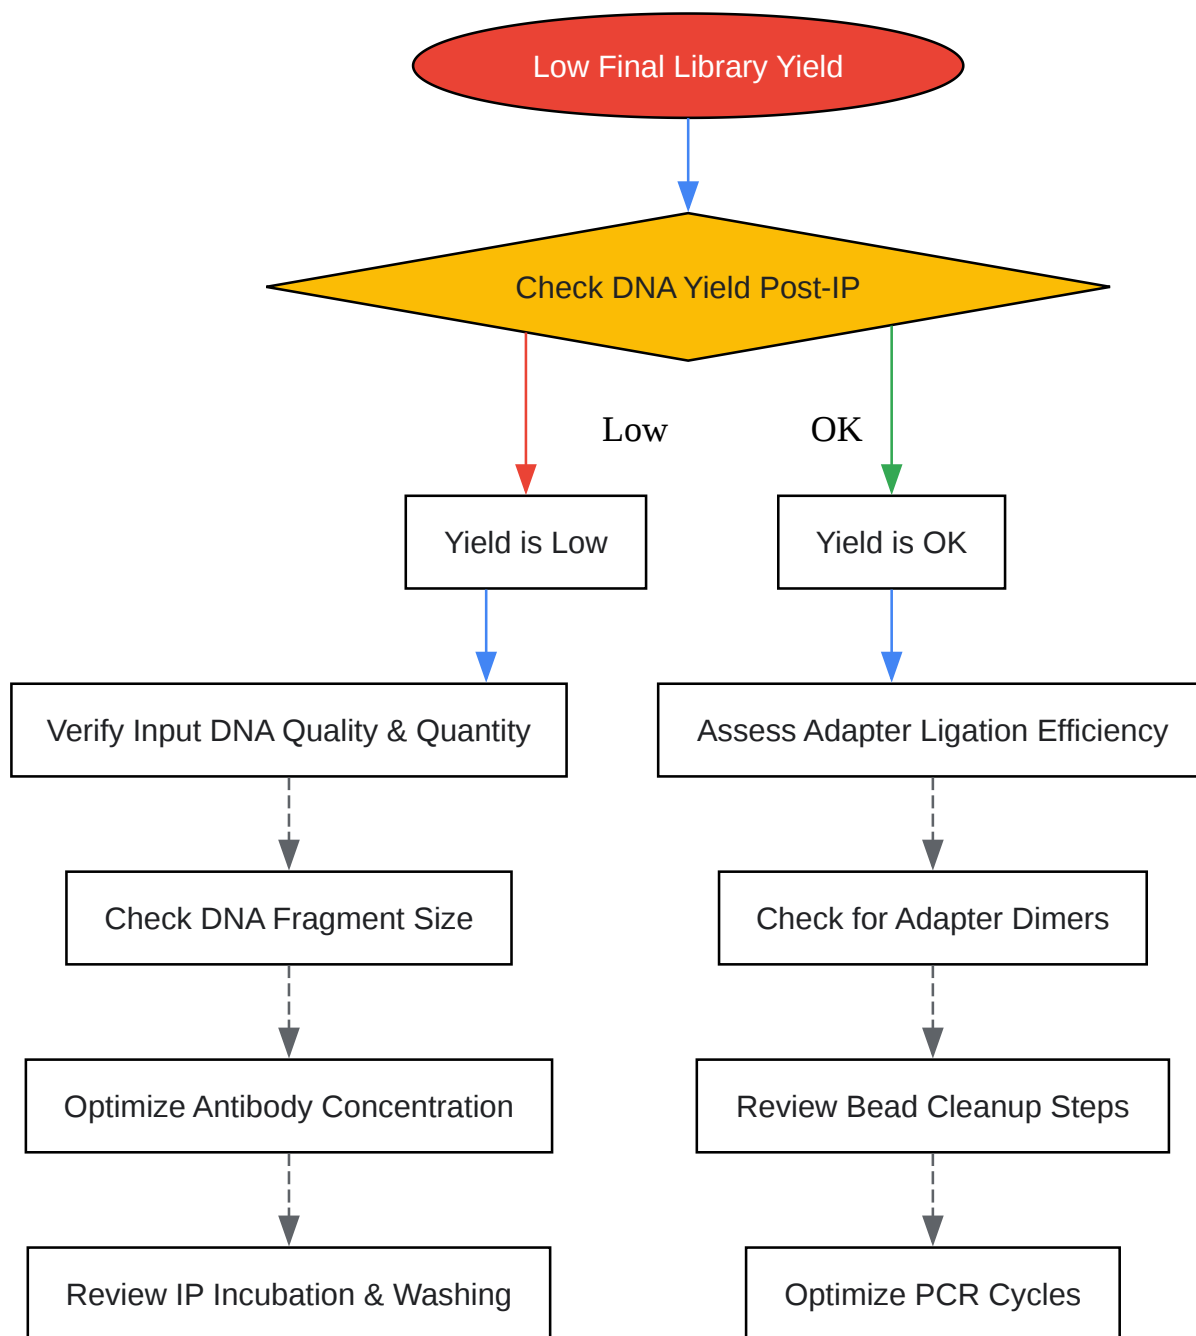 Low Final Library Yield
Check DNA Yield Post-IP
Low
OK
Yield is Low
Yield is OK
Verify Input DNA Quality & Quantity
Assess Adapter Ligation Efficiency
Check DNA Fragment Size
Check for Adapter Dimers
Optimize Antibody Concentration
Review Bead Cleanup Steps
Review IP Incubation & Washing
Optimize PCR Cycles